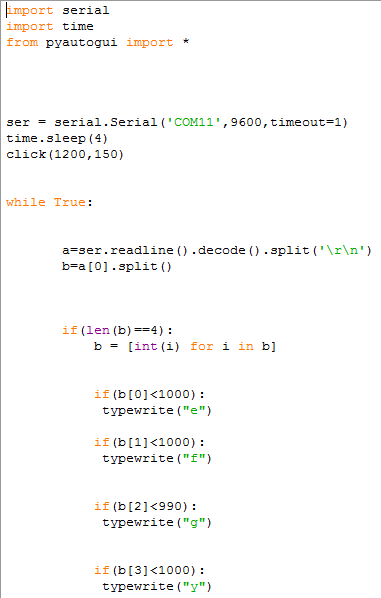 import serial
import time
from pyautogui import *
ser = serial.Serial('COM11',9600,timeout=1)
time.sleep(4)
click(1200,150)
while True:
a=ser.readline().decode().split('\r\n')
b=a[0].split()
if(len(b)==4):
b = [int(i) for i in b]
if(b[0]<1000):
typewrite("e")
if(b[1]<1000):
typewrite("f")
if(b[2]<990):
typewrite("g")
if(b[3]<1000):
typewrite("y")